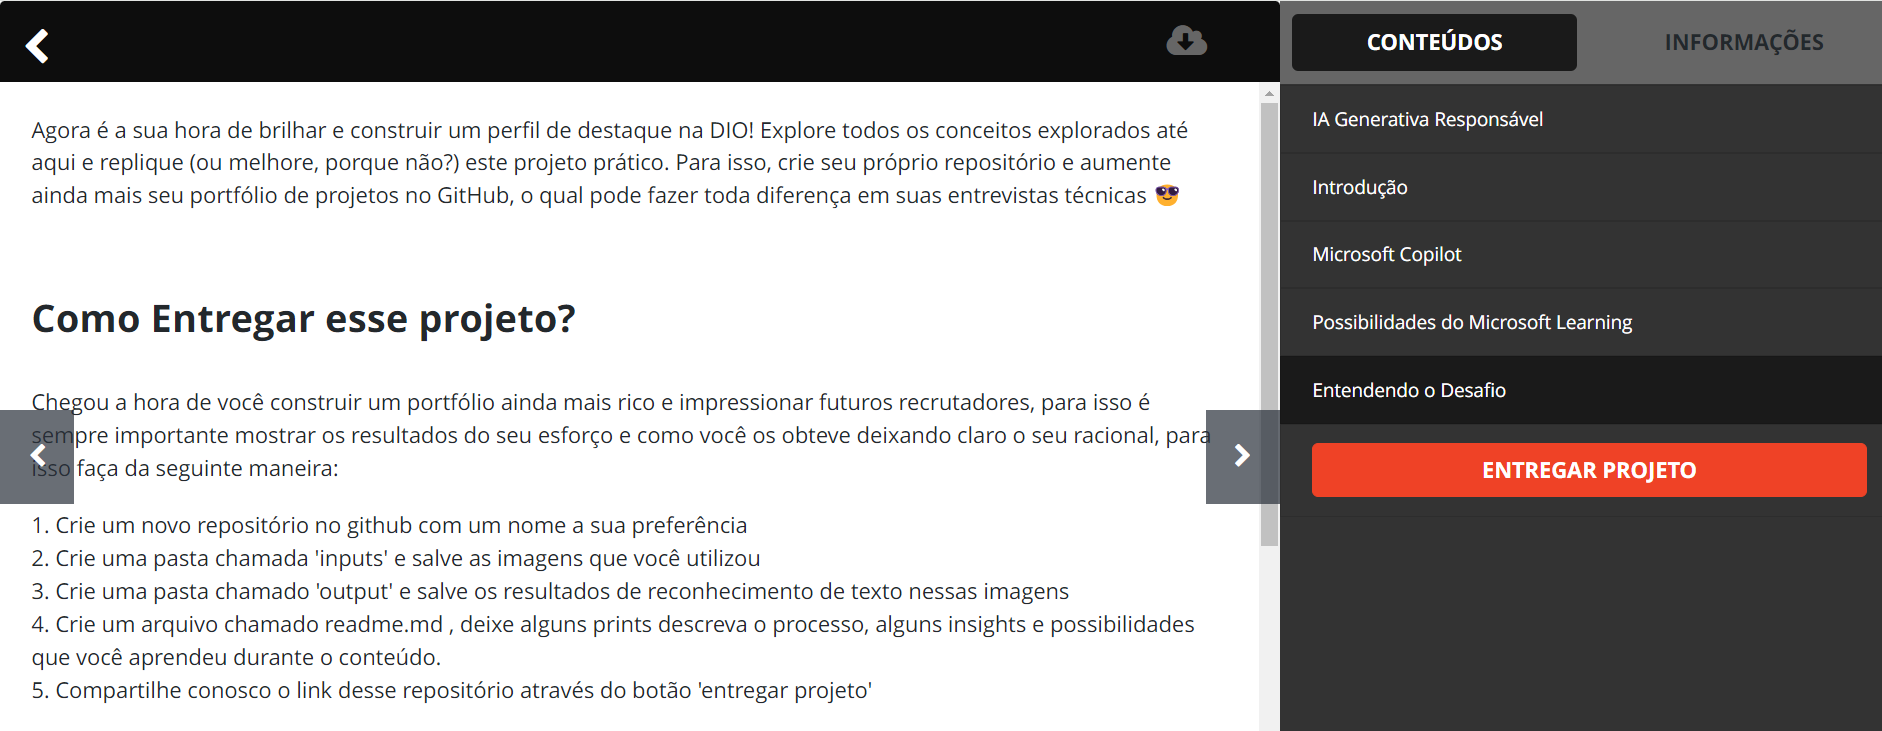 Agora é a sua hora de brilhar e construir um perfil de destaque na DIO! Explore todos os conceitos explorados até
aqui e replique (ou melhore, porque não?) este projeto prático. Para isso, crie seu próprio repositório e aumente
ainda mais seu portfólio de projetos no GitHub, o qual pode fazer toda diferença em suas entrevistas técnicas 😎
Como Entregar esse projeto?
Chegou a hora de você construir um portfólio ainda mais rico e impressionar futuros recrutadores, para isso é
sempre importante mostrar os resultados do seu esforço e como você os obteve deixando claro o seu racional, para
isso faça da seguinte maneira:
1. Crie um novo repositório no github com um nome a sua preferência
2. Crie uma pasta chamada 'inputs' e salve as imagens que você utilizou
3. Crie uma pasta chamado 'output' e salve os resultados de reconhecimento de texto nessas imagens
4. Crie um arquivo chamado readme.md , deixe alguns prints descreva o processo, alguns insights e possibilidades
que você aprendeu durante o conteúdo.
5. Compartilhe conosco o link desse repositório através do botão 'entregar projeto'
CONTEÚDOS
INFORMAÇÕES
IA Generativa Responsável
Introdução
Microsoft Copilot
Possibilidades do Microsoft Learning
Entendendo o Desafio
ENTREGAR PROJETO